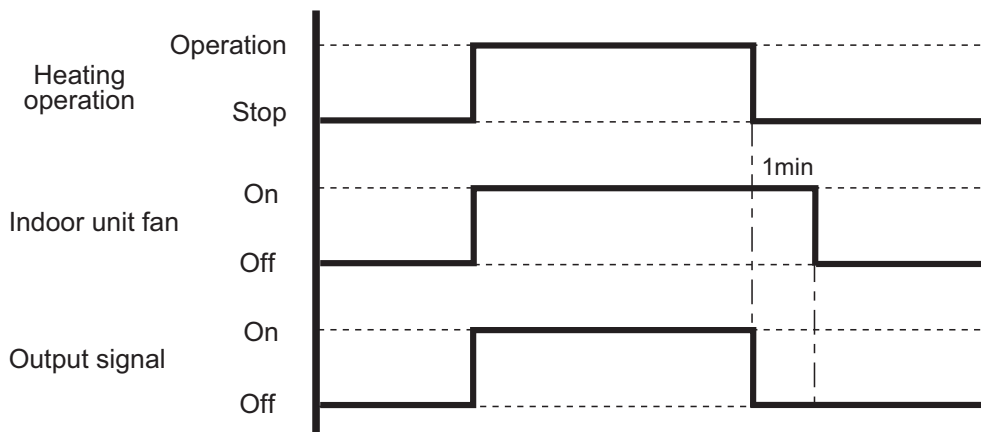 Heating
operation
Operation
Stop
1min
Indoor unit fan
On
Off
Output signal
On
Off